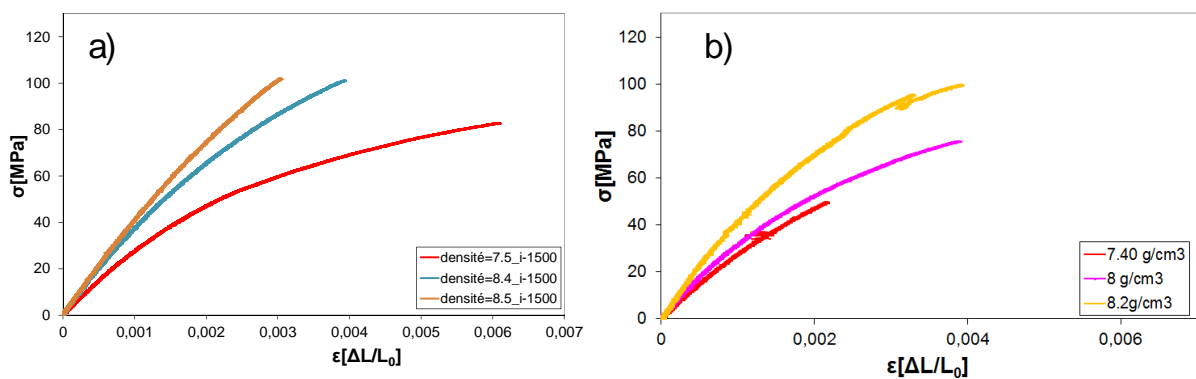 a)
120
100
80
60
40
20
0
σ[MPa]
0
0,001
0,002
0,003
0,004
0,005
0,006
0,007
ε[ΔL/L₀]
densité=7.5_i-1500
densité=8.4_i-1500
densité=8.5_i-1500
b)
120
100
80
60
40
20
0
σ[MPa]
0
0,002
0,004
0,006
ε[ΔL/L₀]
7.40 g/cm3
8 g/cm3
8.2g/cm3